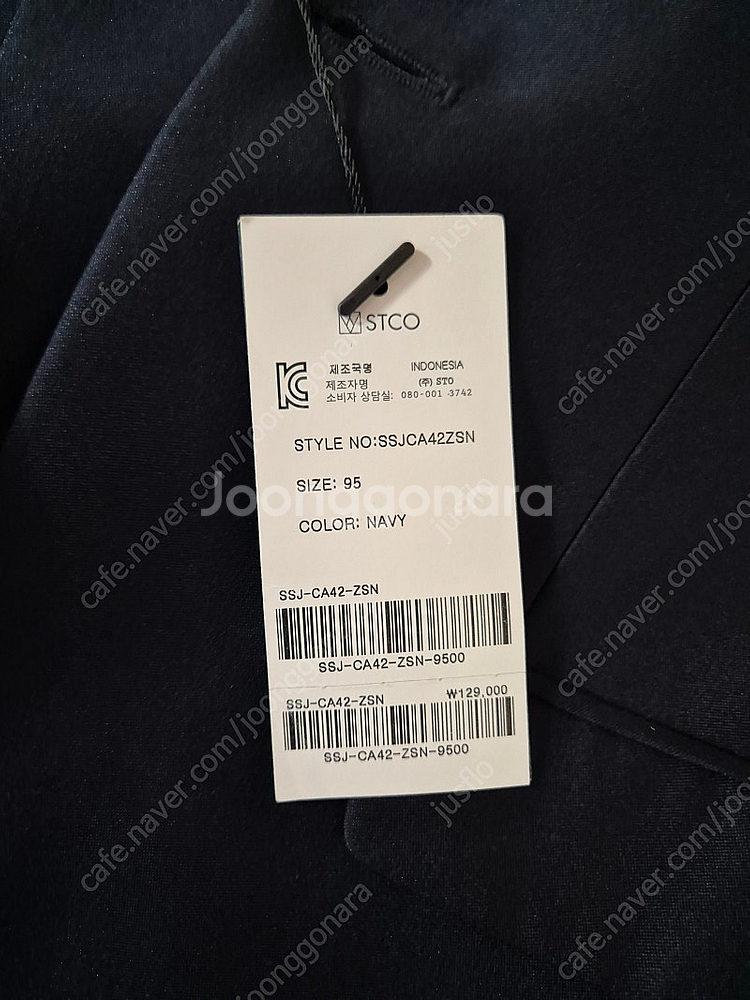 STCO
제조국명 INDONESIA
제조자명 (주) STO
소비자 상담실: 080-001-3742
STYLE NO:SSJCA42ZSN
SIZE: 95
Joonggonara
COLOR: NAVY
SSJ-CA42-ZSN
SSJ-CA42-ZSN-9500
SSJ-CA42-ZSN ₩129,000
SSJ-CA42-ZSN-9500
cafe.naver.com/joonggonara
jusflo